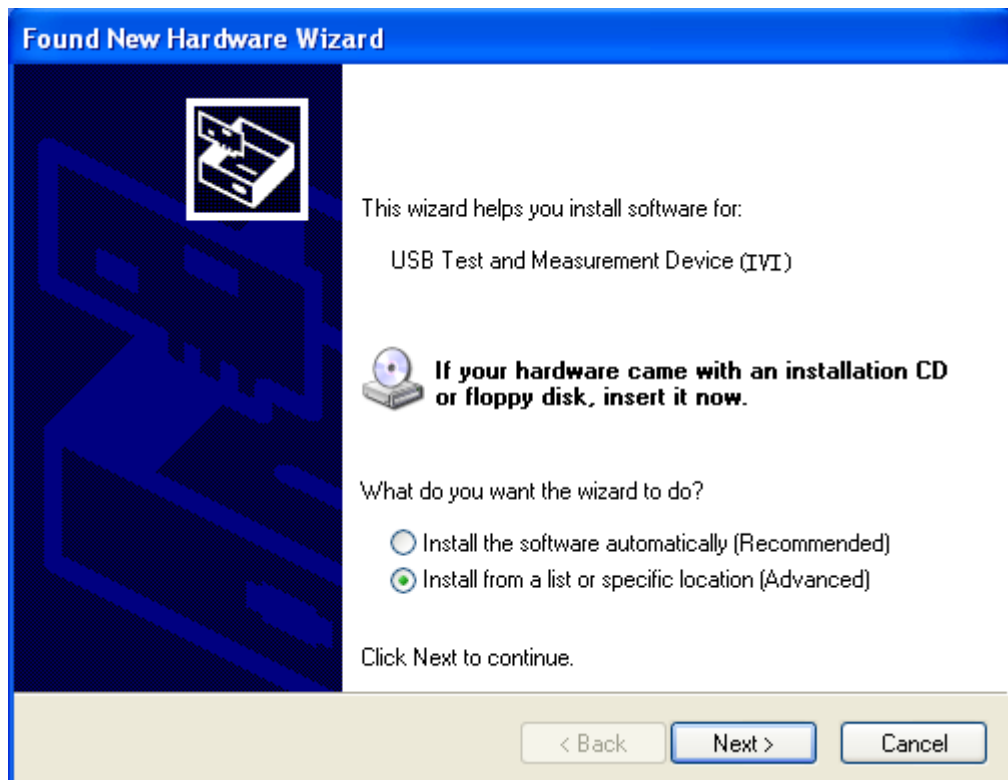 Found New Hardware Wizard
This wizard helps you install software for:
USB Test and Measurement Device (IVI)
If your hardware came with an installation CD
or floppy disk, insert it now.
What do you want the wizard to do?
Install the software automatically (Recommended)
Install from a list or specific location (Advanced)
Click Next to continue.
< Back Next > Cancel